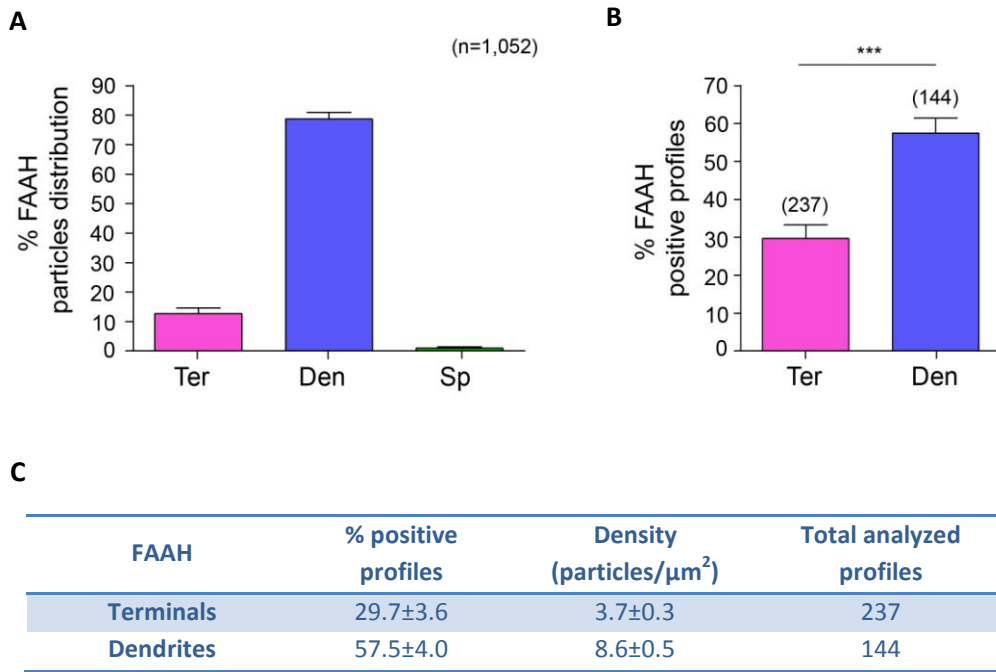 A
(n=1,052)
% FAAH
particles distribution
90
80
70
60
50
40
30
20
10
0
Ter Den Sp
B
***
% FAAH
positive profiles
70
60
50
40
30
20
10
0
(237)
(144)
Ter Den
C
FAAH % positive profiles Density (particles/µm²) Total analyzed profiles
Terminals 29.7±3.6 3.7±0.3 237
Dendrites 57.5±4.0 8.6±0.5 144